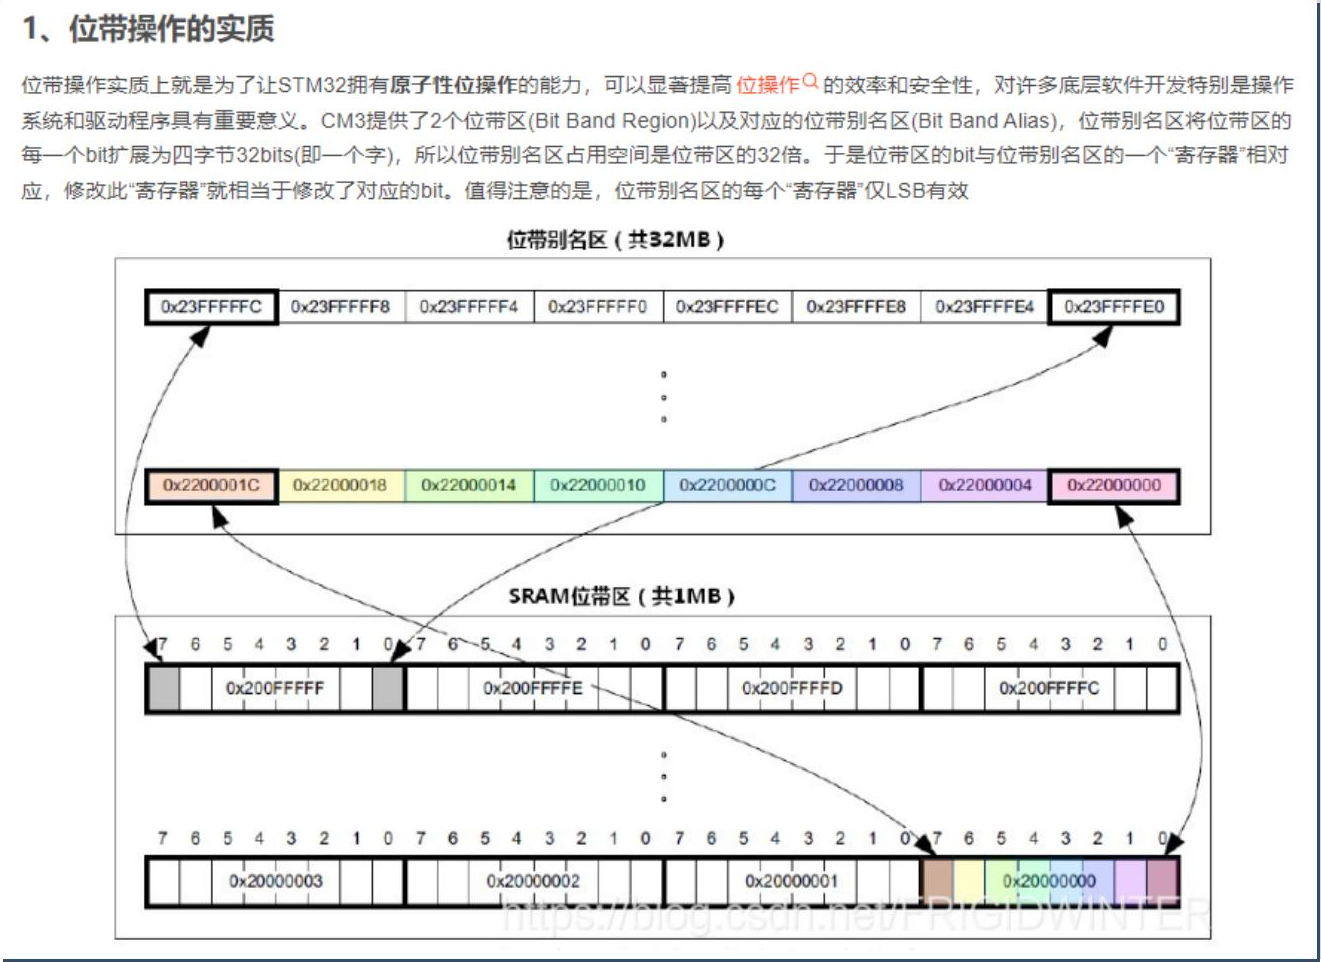 1、位带操作的实质
位带操作实质上就是为了让STM32拥有原子性位操作的能力，可以显著提高 位操作 的效率和安全性，对许多底层软件开发特别是操作
系统和驱动程序具有重要意义。CM3提供了2个位带区(Bit Band Region)以及对应的位带别名区(Bit Band Alias)，位带别名区将位带区的
每一个bit扩展为四字节32bits(即一个字)，所以位带别名区占用空间是位带区的32倍。于是位带区的bit与位带别名区的一个“寄存器”相对
应，修改此“寄存器”就相当于修改了对应的bit。值得注意的是，位带别名区的每个“寄存器”仅LSB有效
位带别名区（共32MB）
0x23FFFFFC 0x23FFFFF8 0x23FFFFF4 0x23FFFFF0 0x23FFFFEC 0x23FFFFE8 0x23FFFFE4 0x23FFFFE0
0x2200001C 0x22000018 0x22000014 0x22000010 0x2200000C 0x22000008 0x22000004 0x22000000
SRAM位带区（共1MB）
7 6 5 4 3 2 1 0 7 6 5 4 3 2 1 0 7 6 5 4 3 2 1 0 7 6 5 4 3 2 1 0
0x200FFFFF 0x200FFFFE 0x200FFFFD 0x200FFFFC
7 6 5 4 3 2 1 0 7 6 5 4 3 2 1 0 7 6 5 4 3 2 1 0 7 6 5 4 3 2 1 0
0x20000003 0x20000002 0x20000001 0x20000000
https://blog.csdn.net/FRIGIDWINTER